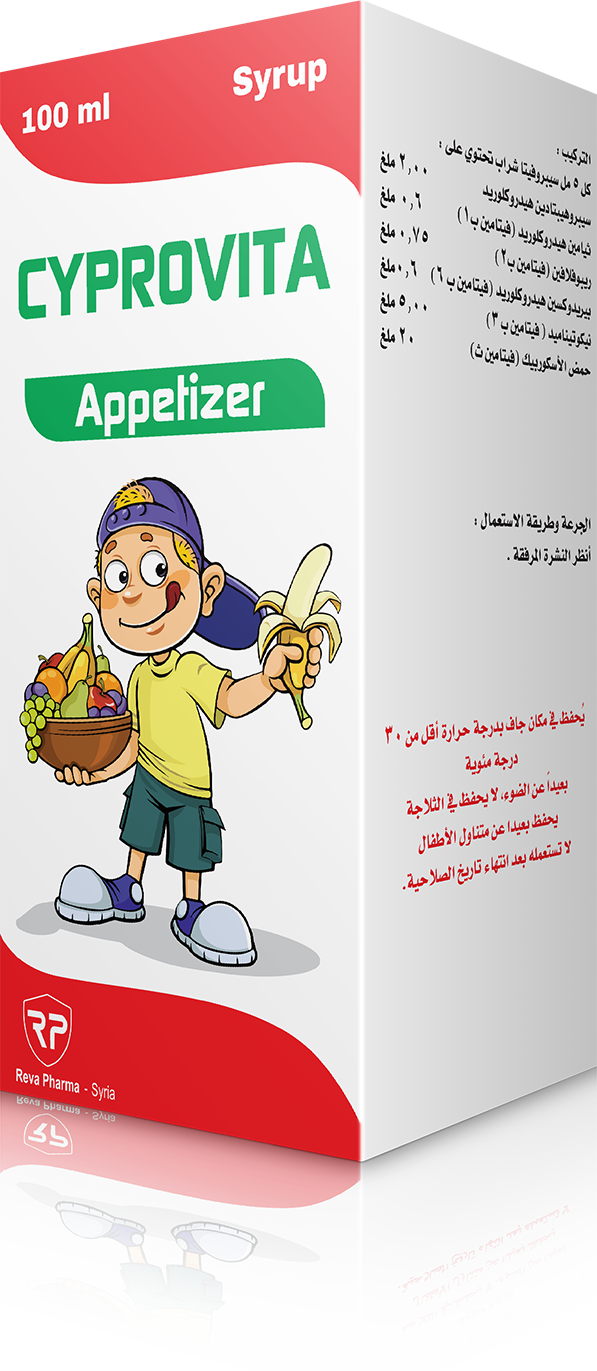 100 ml
Syrup
CYPROVITA
Appetizer
RP
Reva Pharma - Syria
التركيب :
كل ٥ مل سيبروفيتا شراب تحتوي على :
سيبروهيبتادين هيدروكلوريد ٢,٠٠ ملغ
ثيامين هيدروكلوريد (فيتامين ب١) ٠,٦ ملغ
ريبوفلافين (فيتامين ب٢) ٠,٧٥ ملغ
بيريدوكسين هيدروكلوريد (فيتامين ب ٦) ٠,٦ ملغ
نيكوتيناميد ( فيتامين ب ٣) ٥,٠٠ ملغ
حمض الأسكوربيك (فيتامين ث) ٢٠ ملغ
الجرعة وطريقة الاستعمال :
أنظر النشرة المرفقة .
يُحفظ في مكان جاف بدرجة حرارة أقل من ٣٠
درجة مئوية
بعيداً عن الضوء، لا يحفظ في الثلاجة
يحفظ بعيدا عن متناول الأطفال
لا تستعمله بعد انتهاء تاريخ الصلاحية .